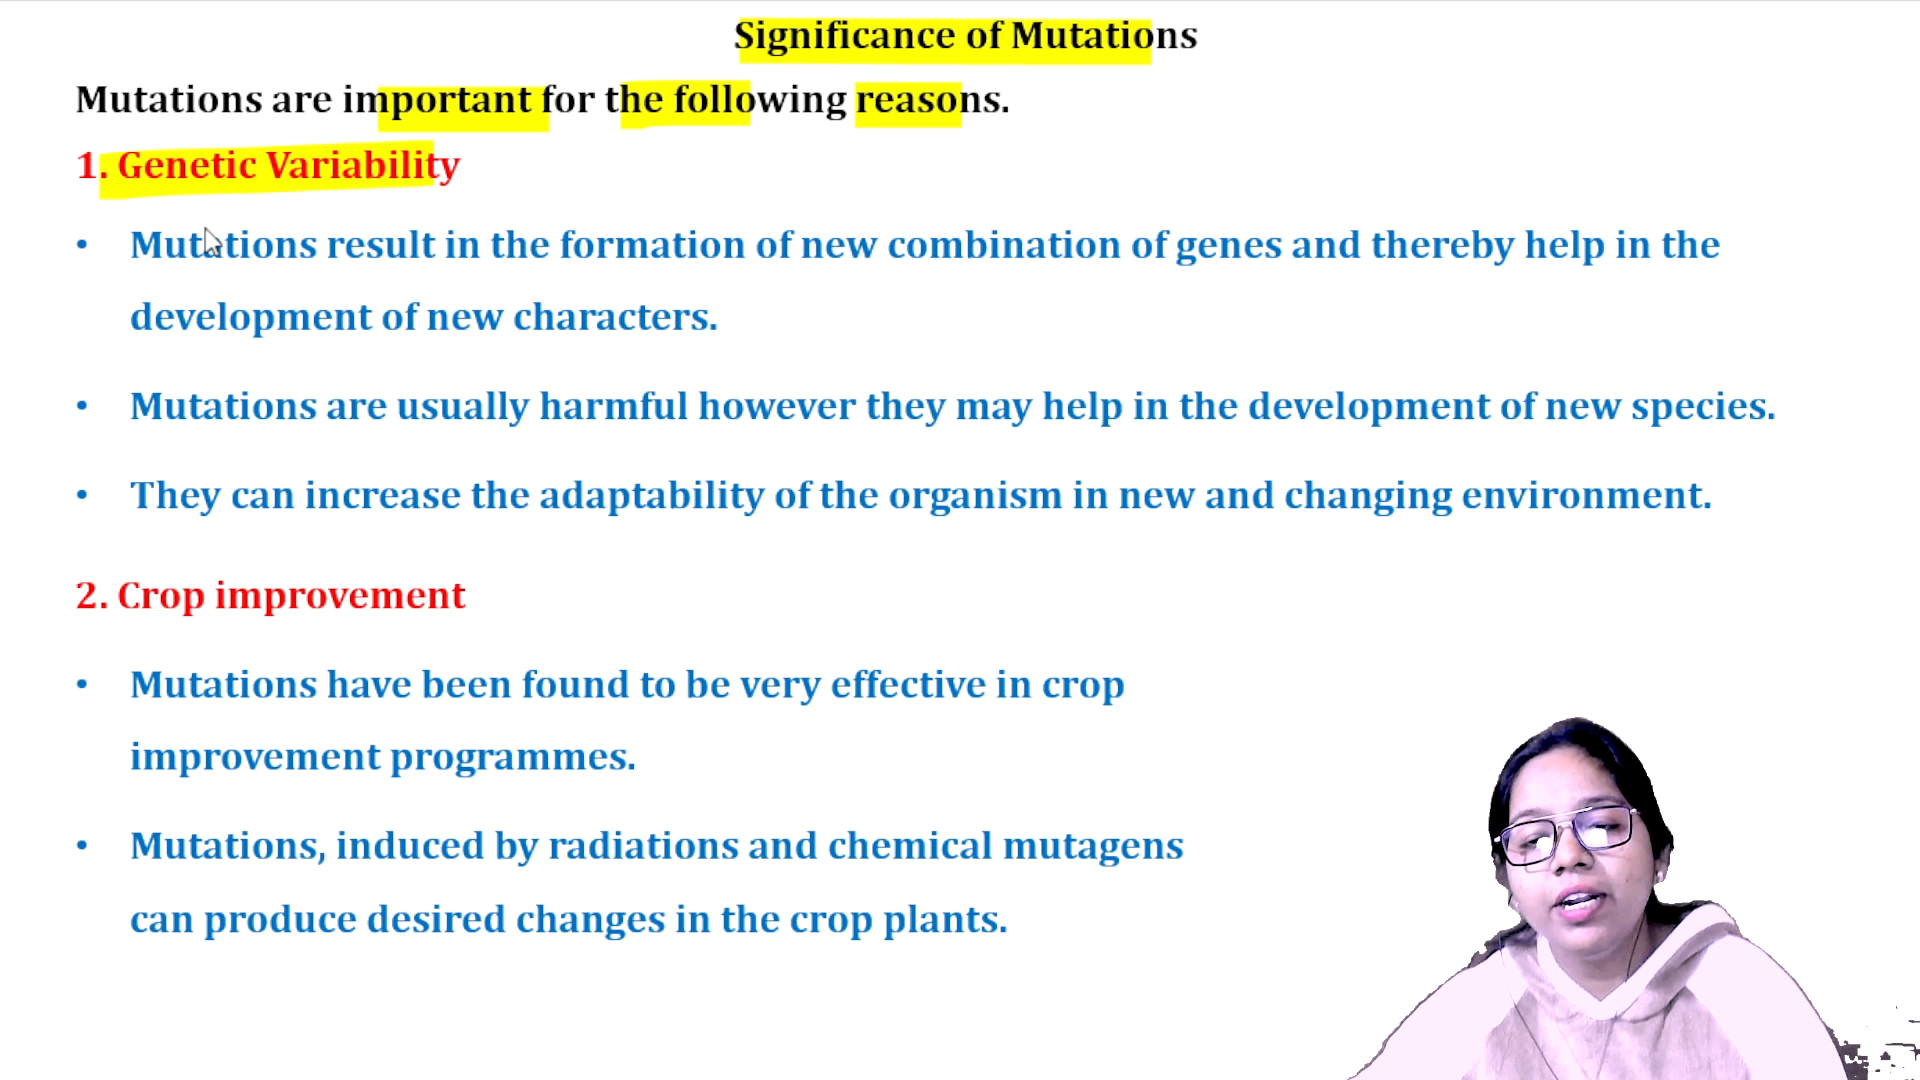 Significance of Mutations
Mutations are important for the following reasons.
1. Genetic Variability
• Mutations result in the formation of new combination of genes and thereby help in the
development of new characters.
• Mutations are usually harmful however they may help in the development of new species.
• They can increase the adaptability of the organism in new and changing environment.
2. Crop improvement
• Mutations have been found to be very effective in crop
improvement programmes.
• Mutations, induced by radiations and chemical mutagens
can produce desired changes in the crop plants.